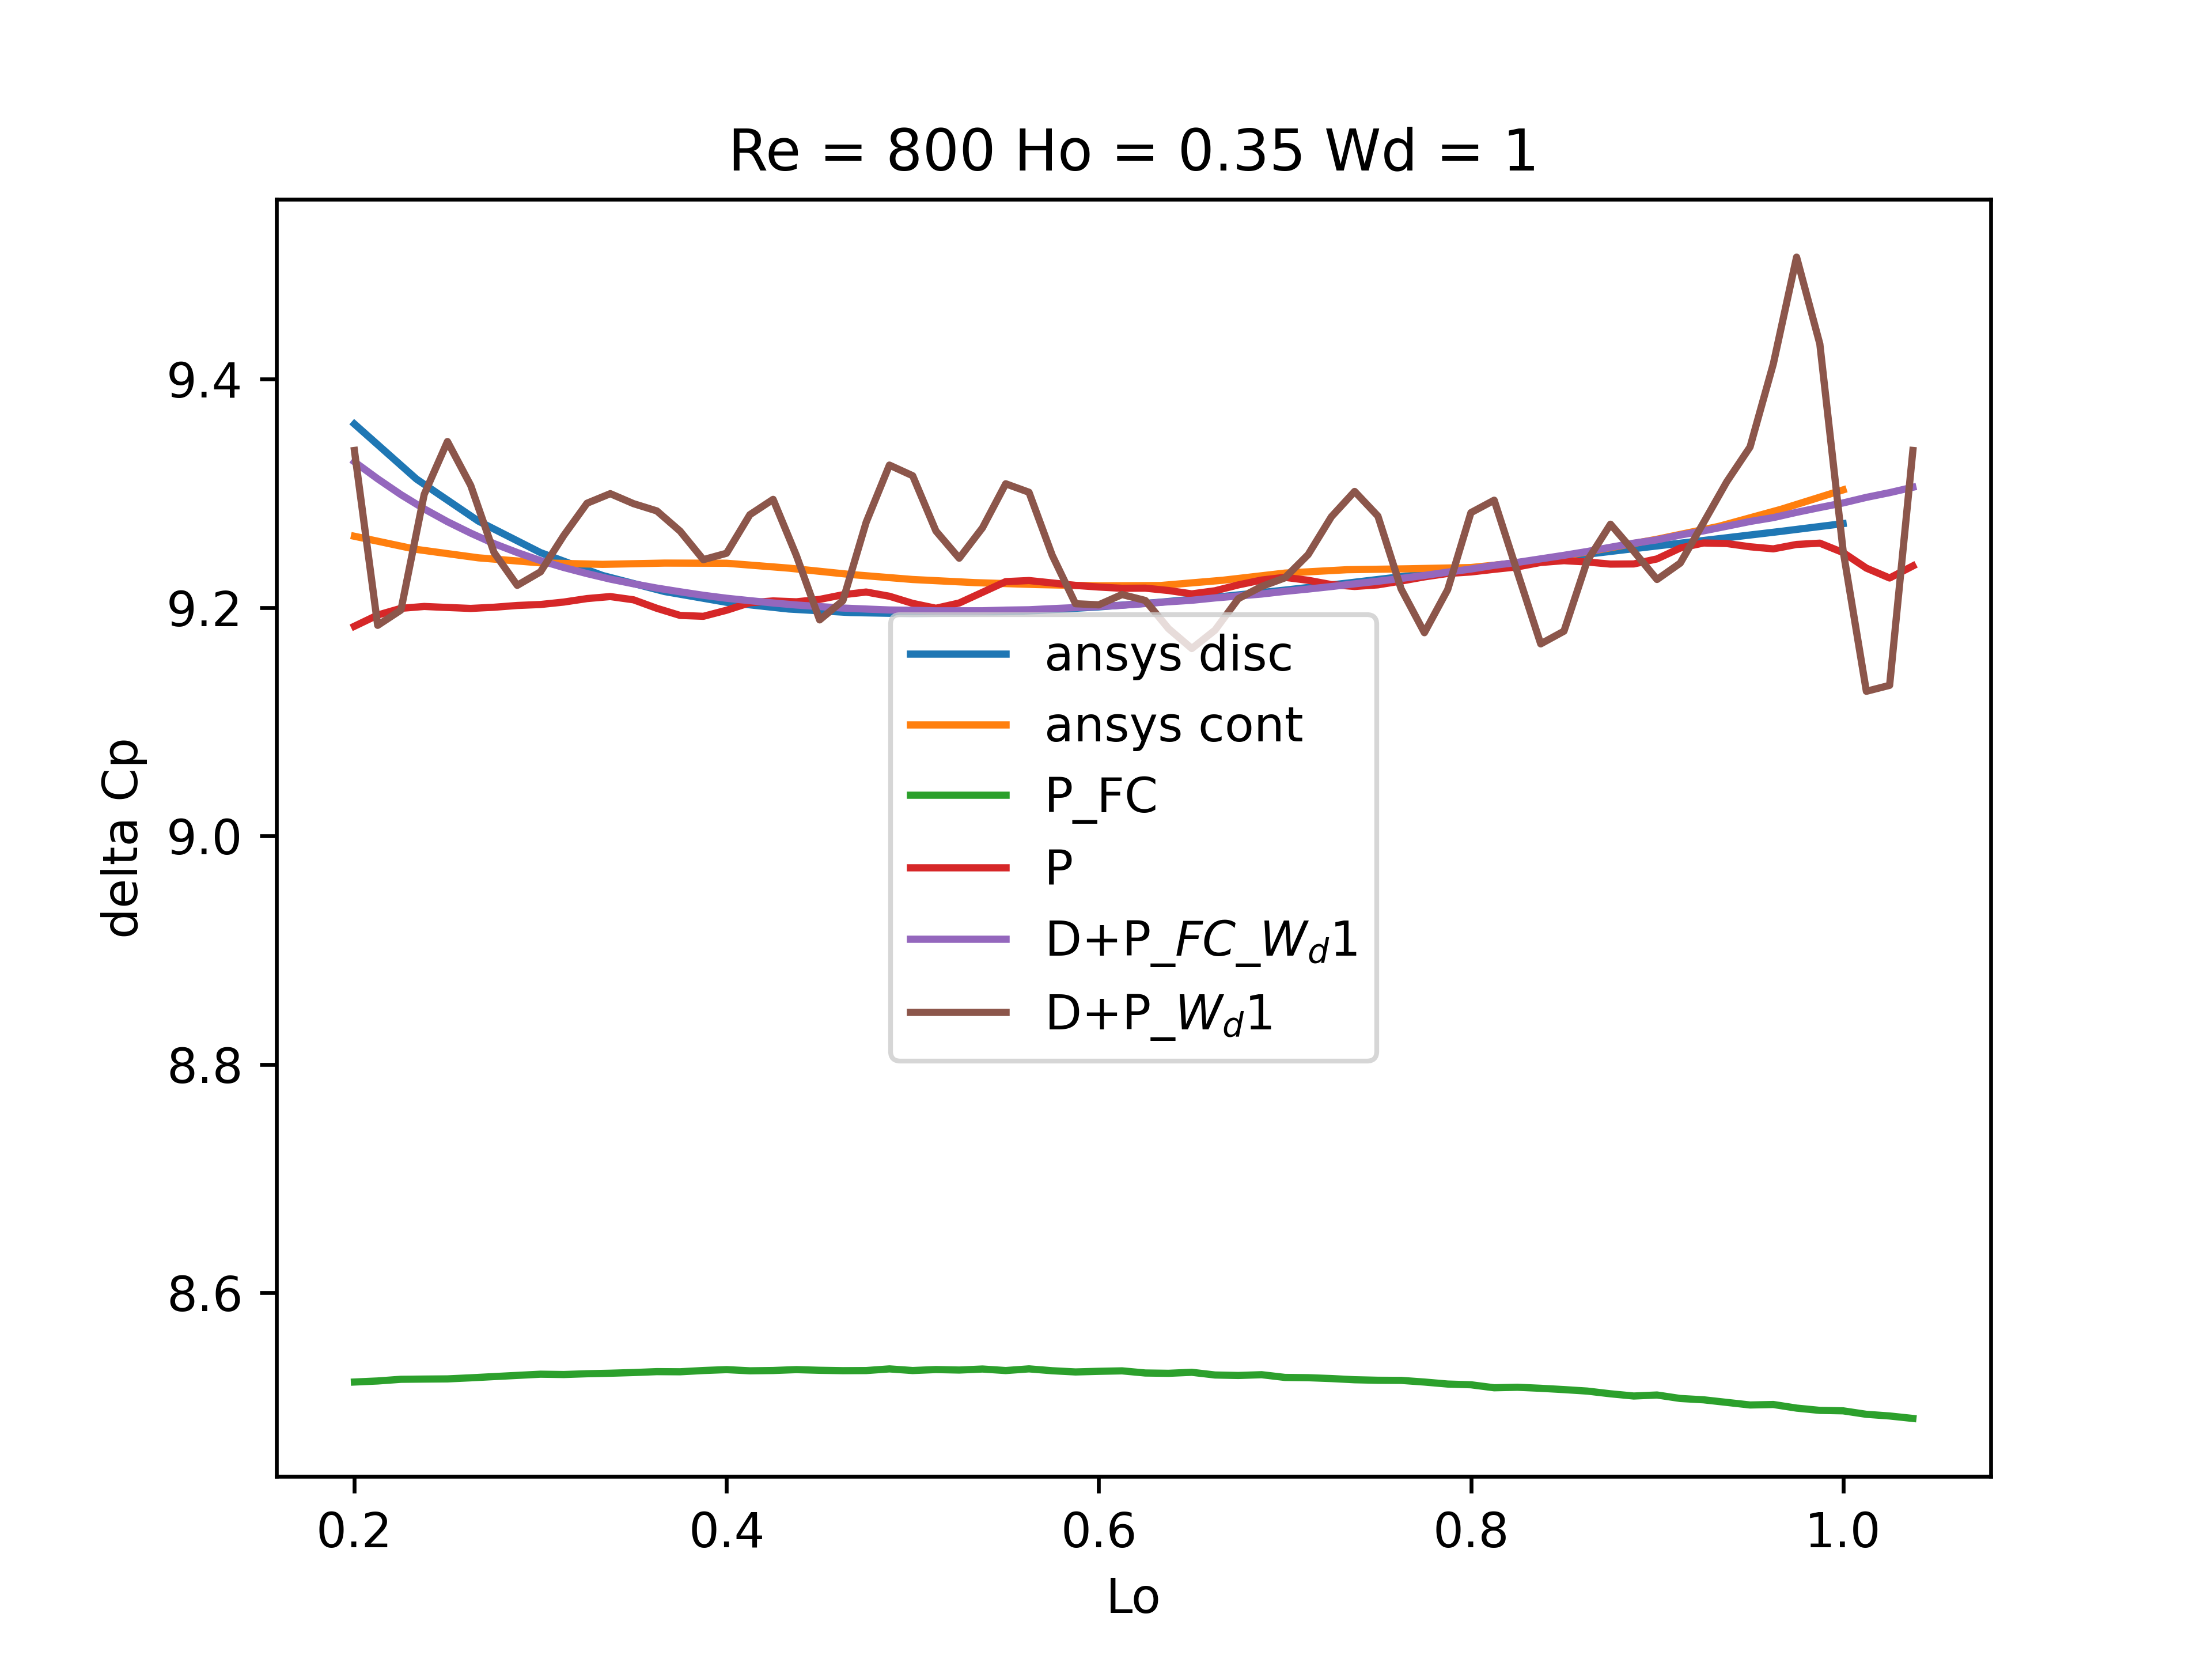 Re = 800 Ho = 0.35 Wd = 1
delta Cp
9.4
9.2
9.0
8.8
8.6
ansys disc
ansys cont
P_FC
P
D+P_FC_W_d1
D+P_W_d1
0.2 0.4 0.6 0.8 1.0
Lo